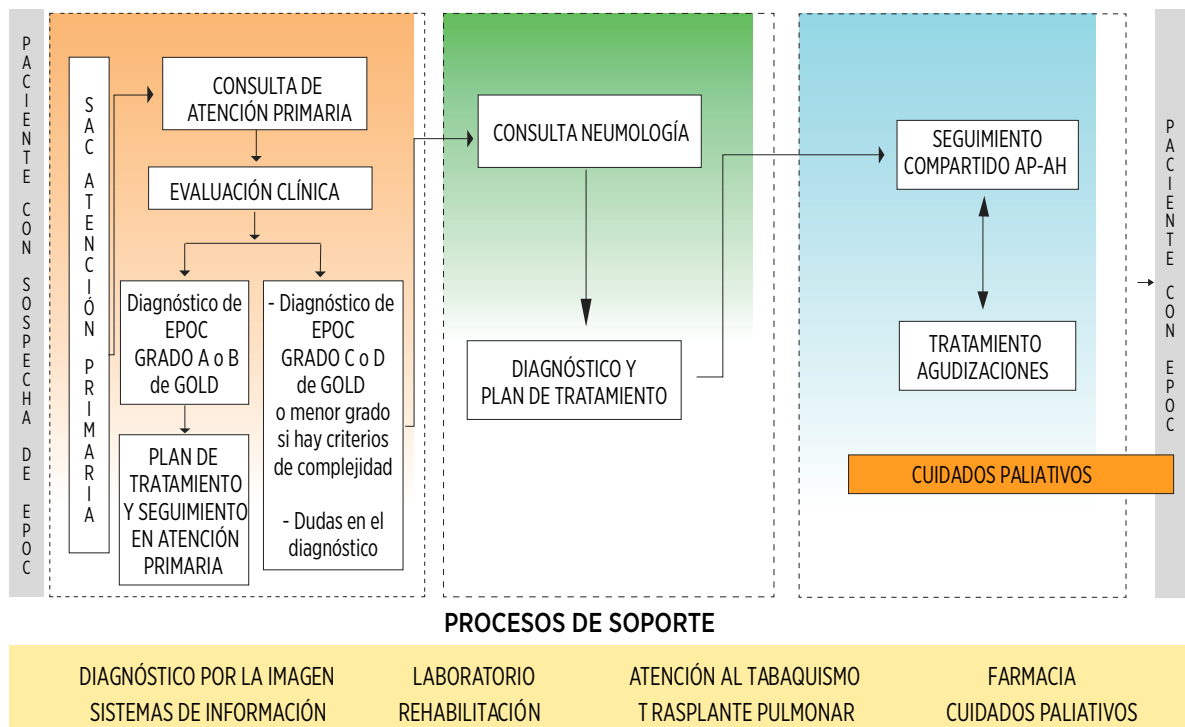 PACIENTE CON SOSPECHA DE EPOC
SAC ATENCIÓN PRIMARIA
CONSULTA DE
ATENCIÓN PRIMARIA
EVALUACIÓN CLÍNICA
Diagnóstico de
EPOC
GRADO A o B
de GOLD
PLAN DE
TRATAMIENTO
Y SEGUIMIENTO
EN ATENCIÓN
PRIMARIA
- Diagnóstico de
EPOC
GRADO C o D
de GOLD
o menor grado
si hay criterios
de complejidad
- Dudas en el
diagnóstico
CONSULTA NEUMOLOGÍA
DIAGNÓSTICO Y
PLAN DE TRATAMIENTO
SEGUIMIENTO
COMPARTIDO AP-AH
TRATAMIENTO
AGUDIZACIONES
CUIDADOS PALIATIVOS
PACIENTE CON EPOC
PROCESOS DE SOPORTE
DIAGNÓSTICO POR LA IMAGEN LABORATORIO ATENCIÓN AL TABAQUISMO FARMACIA
SISTEMAS DE INFORMACIÓN REHABILITACIÓN T RASPLANTE PULMONAR CUIDADOS PALIATIVOS